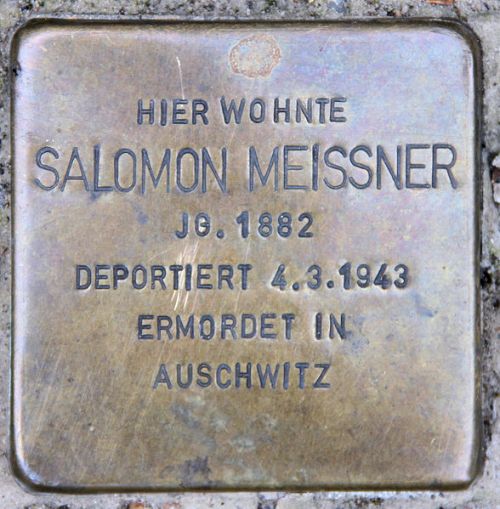 HIER WOHNTE
SALOMON MEISSNER
JG. 1882
DEPORTIERT 4.3.1943
ERMORDET IN
AUSCHWITZ